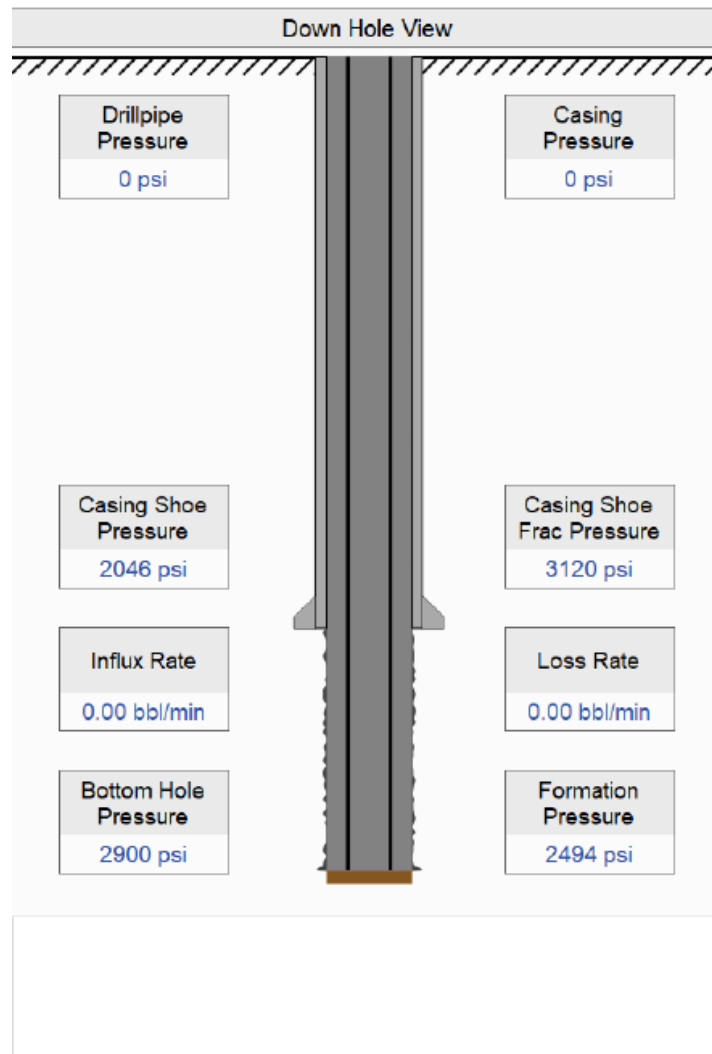 Down Hole View
Drillpipe
Pressure
0 psi
Casing
Pressure
0 psi
Casing Shoe
Pressure
2046 psi
Casing Shoe
Frac Pressure
3120 psi
Influx Rate
0.00 bbl/min
Loss Rate
0.00 bbl/min
Bottom Hole
Pressure
2900 psi
Formation
Pressure
2494 psi